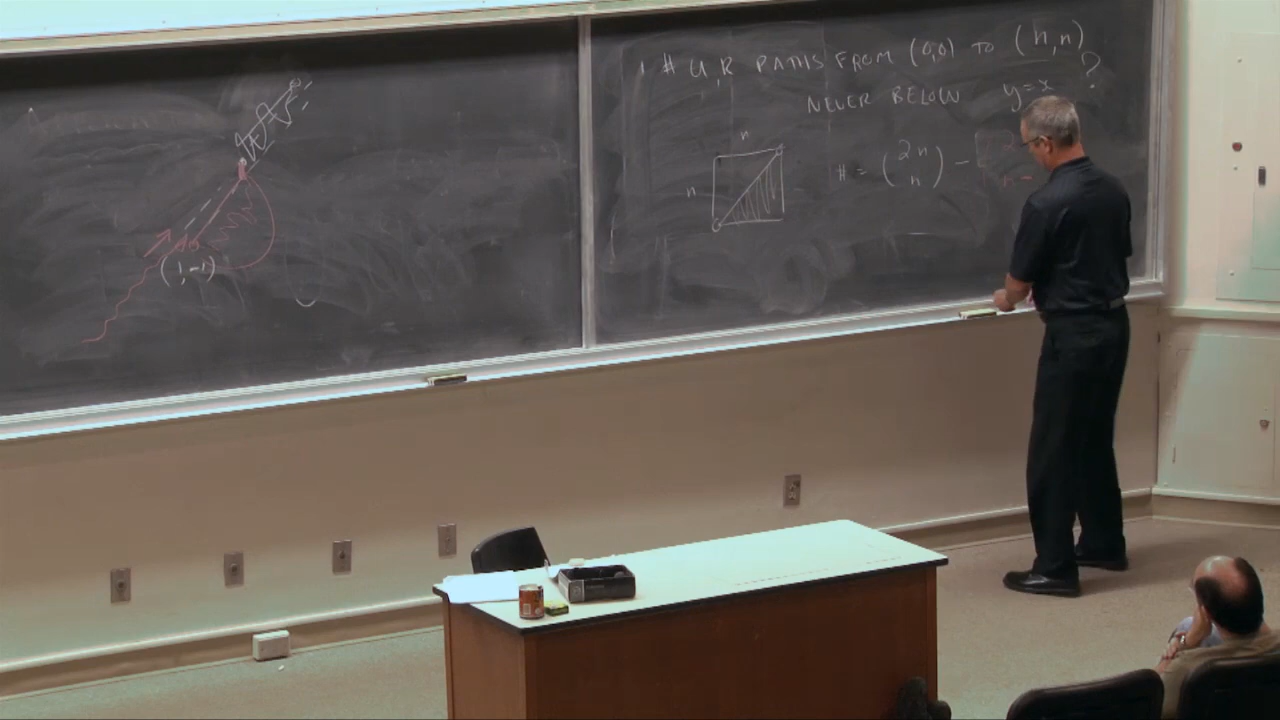 (1,-1)
# U,R PATHS FROM (0,0) TO (n,n)
NEVER BELOW y=x ?
n
n
# = (2n n) -